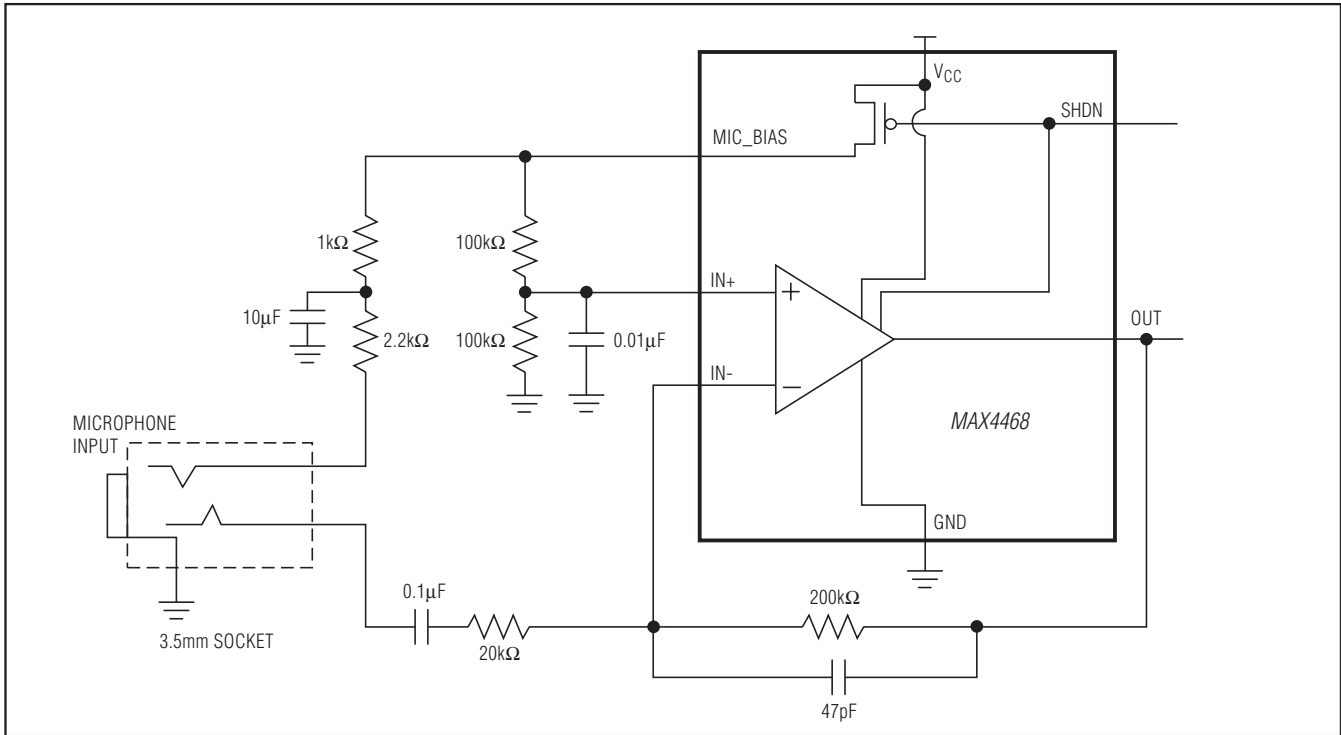 VCC
SHDN
MIC_BIAS
1kΩ
100kΩ
IN+
+
10µF
2.2kΩ
100kΩ
0.01µF
OUT
IN-
−
MAX4468
MICROPHONE
INPUT
GND
0.1µF
200kΩ
3.5mm SOCKET
20kΩ
47pF